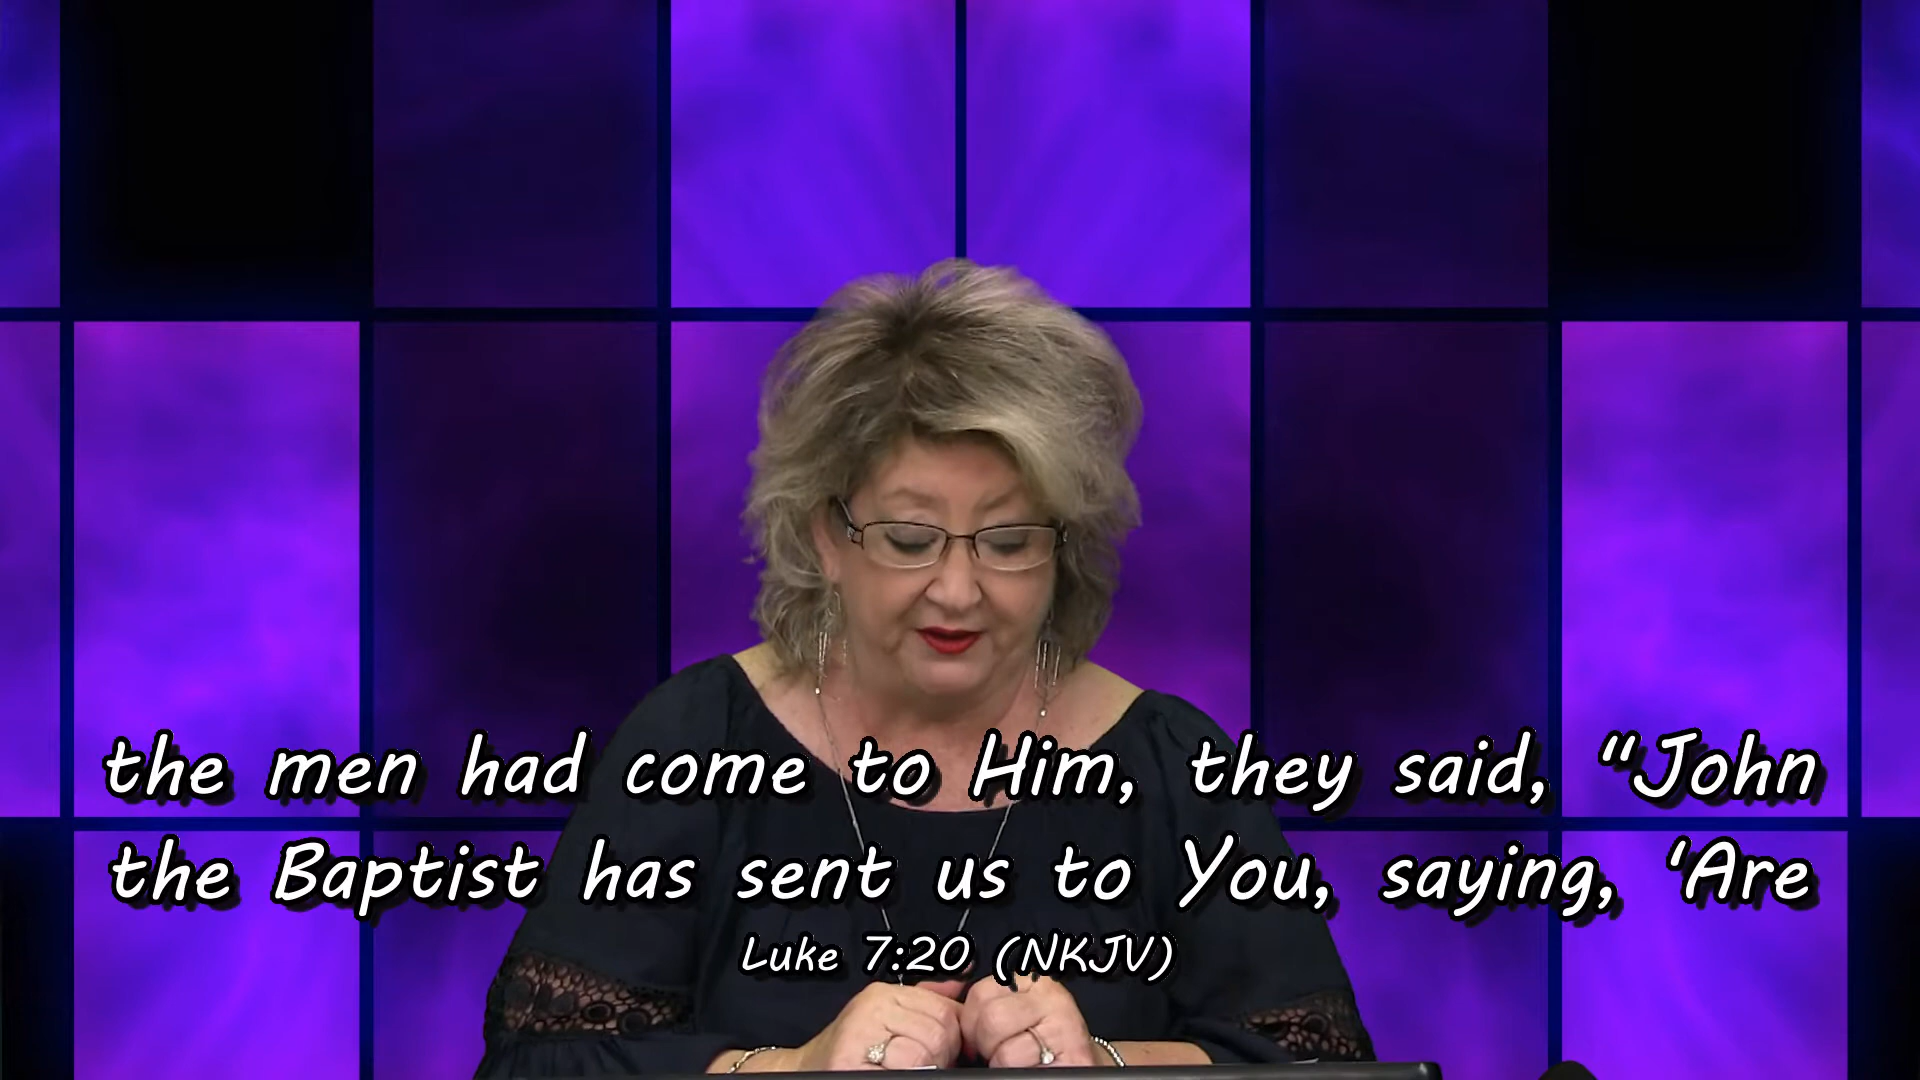 the men had come to Him, they said, “John
the Baptist has sent us to You, saying, ‘Are
Luke 7:20 (NKJV)